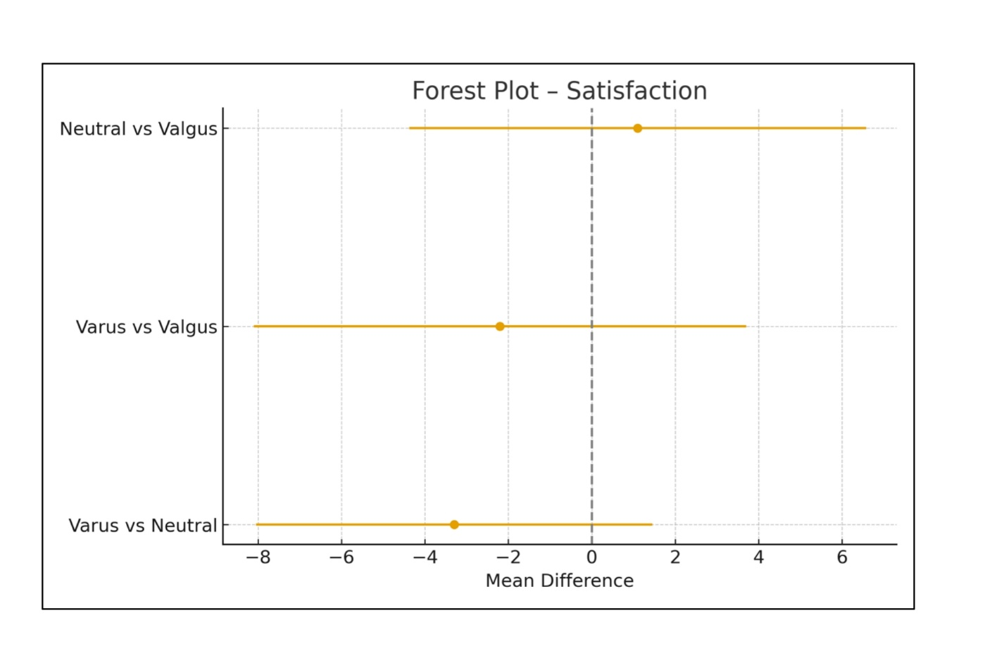 Forest Plot – Satisfaction
Neutral vs Valgus
Varus vs Valgus
Varus vs Neutral
−8 −6 −4 −2 0 2 4 6
Mean Difference